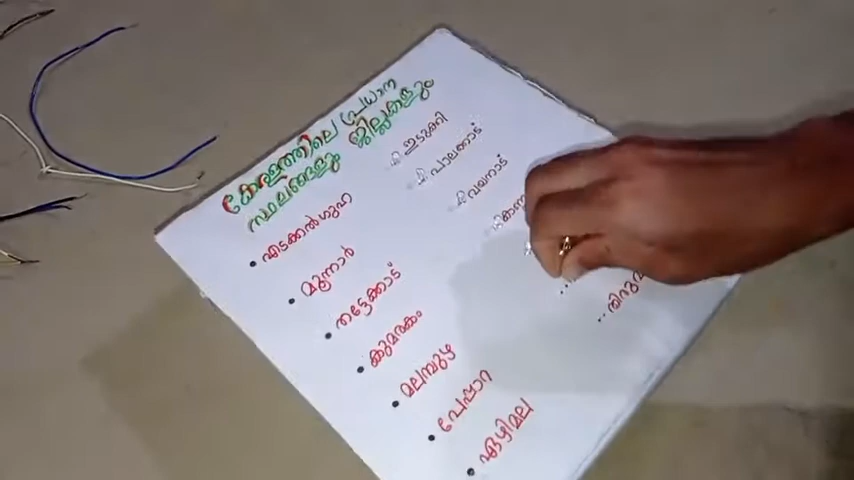 കേരളത്തിലെ പ്രധാന
സ്ഥലങ്ങളും ജില്ലകളും
എടക്കൽഗുഹ
മൂന്നാർ
തട്ടേക്കാട്
കുമരകം
മലമ്പുഴ
പേപ്പാറ
ഏഴിമല
ഇടുക്കി
പാലക്കാട്
വയനാട്